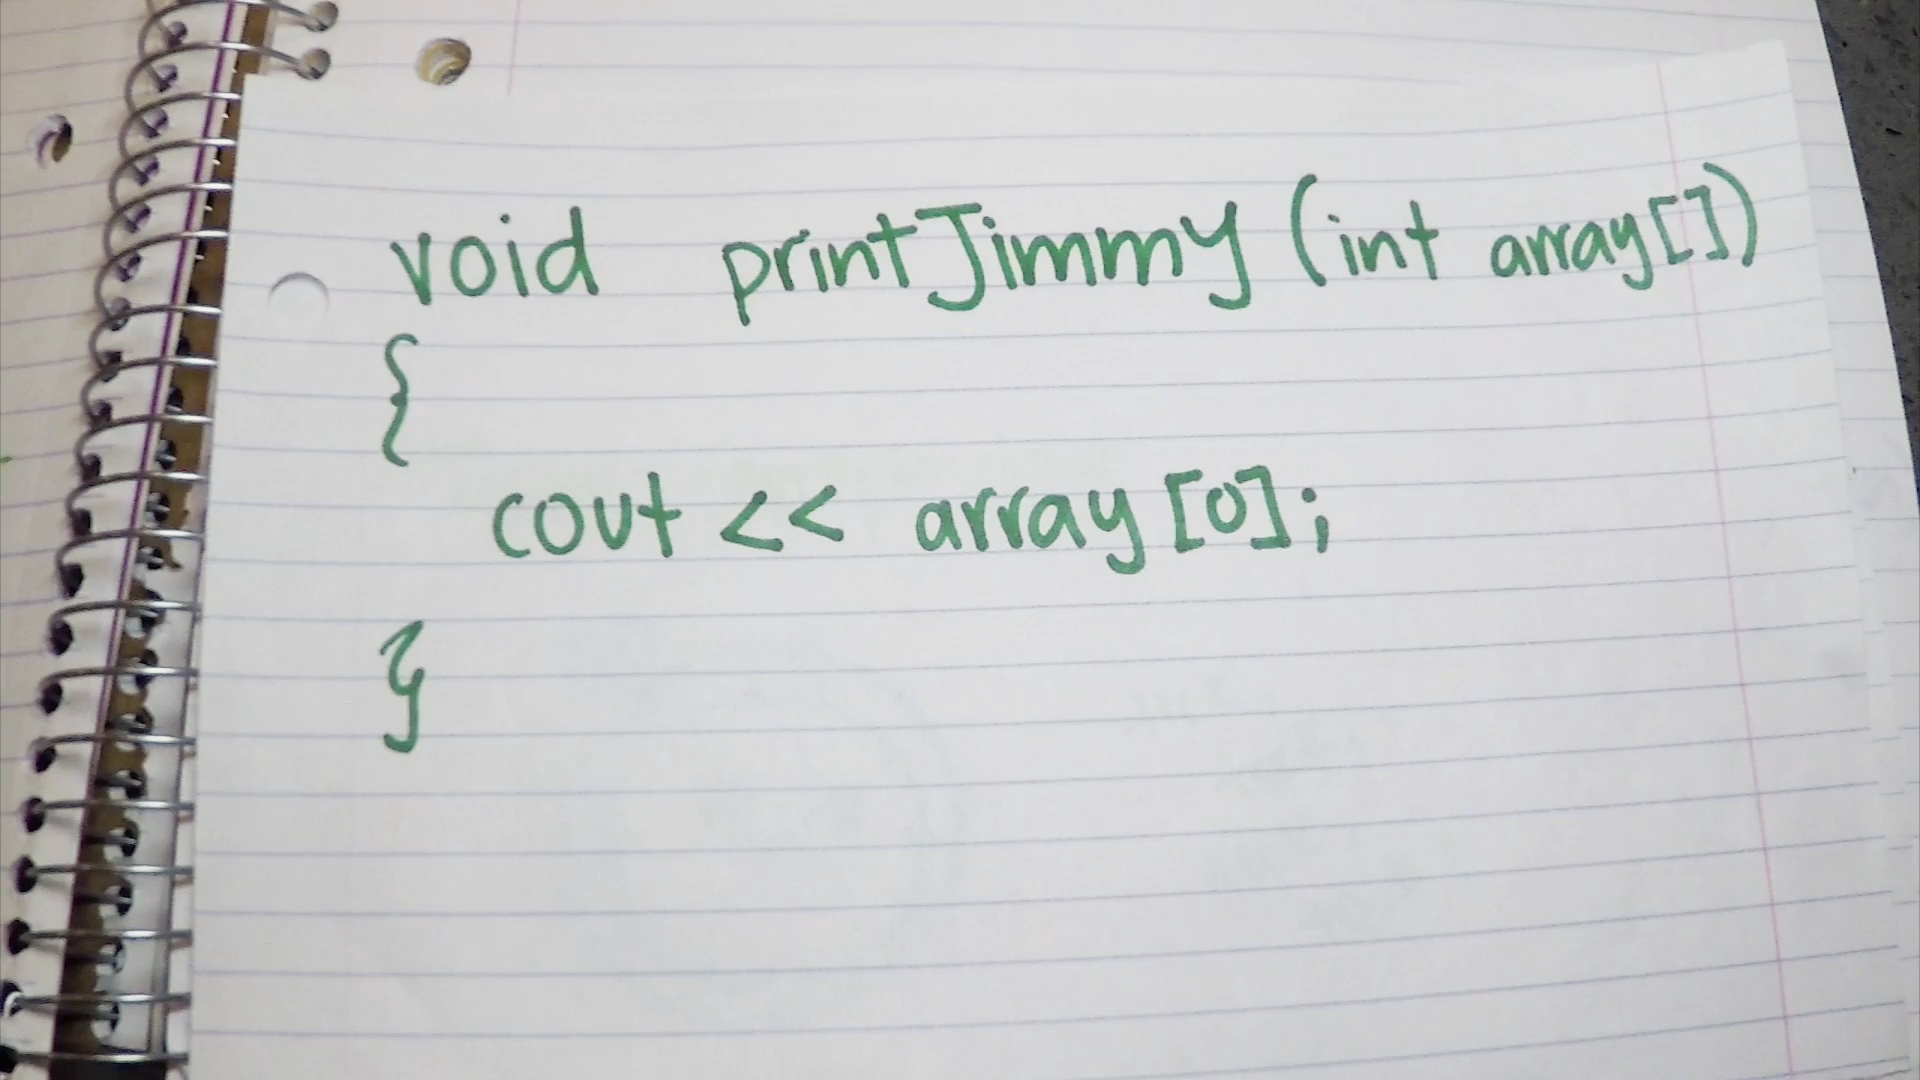 void printJimmy (int array[])
{
cout << array [0];
}